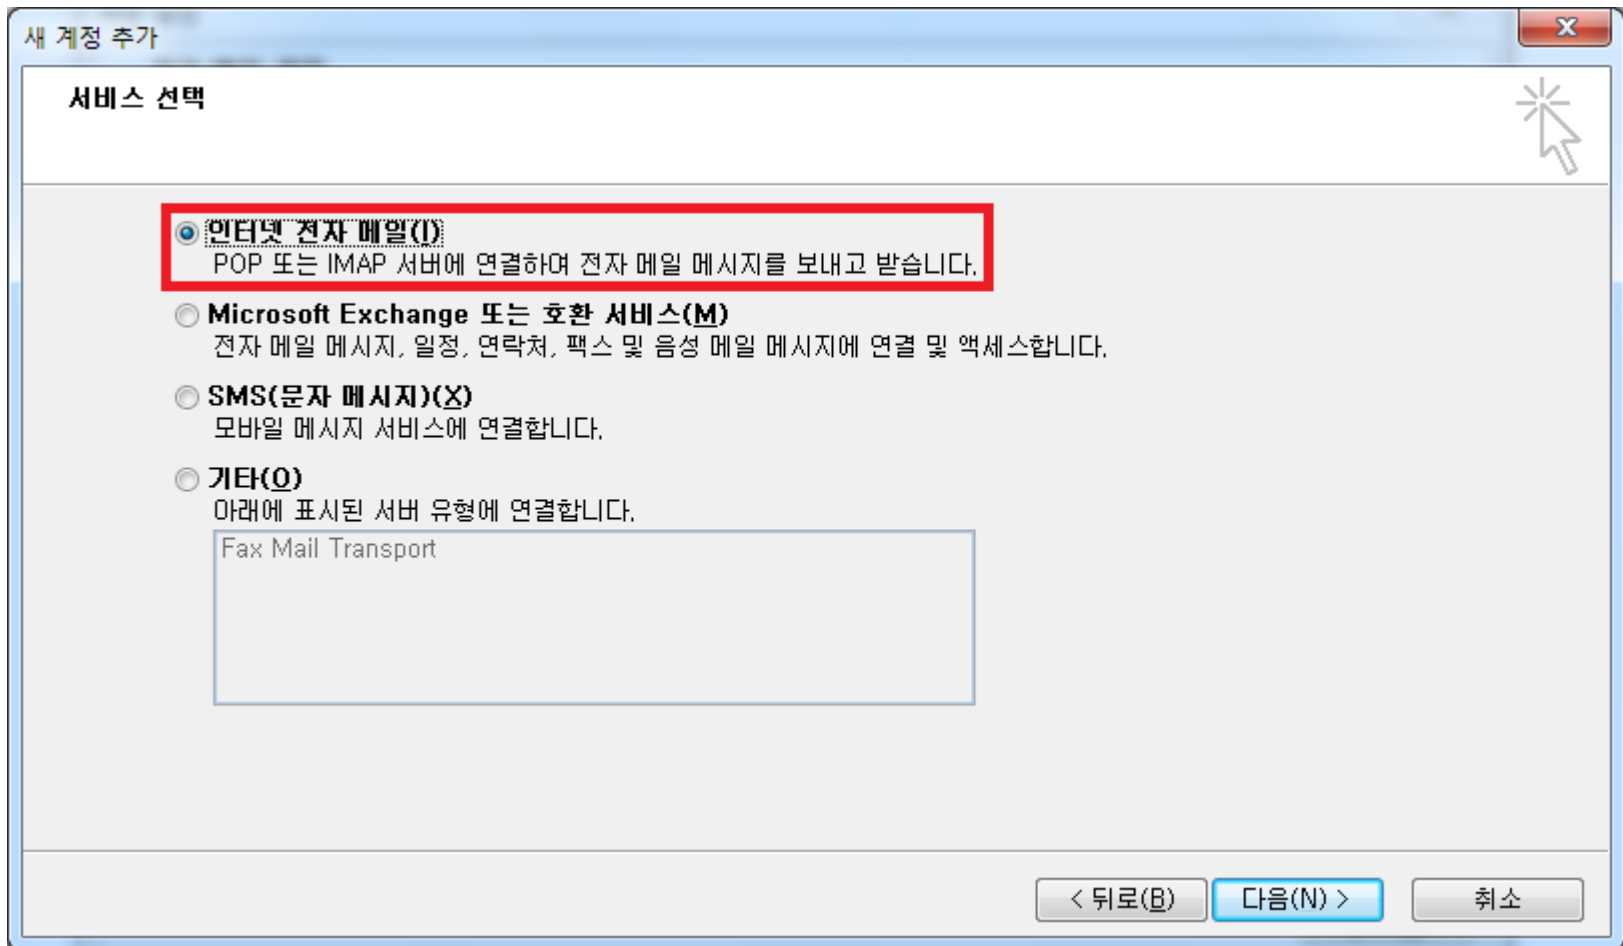 새 계정 추가
서비스 선택
인터넷 전자 메일(I)
POP 또는 IMAP 서버에 연결하여 전자 메일 메시지를 보내고 받습니다.
Microsoft Exchange 또는 호환 서비스(M)
전자 메일 메시지, 일정, 연락처, 팩스 및 음성 메일 메시지에 연결 및 액세스합니다.
SMS(문자 메시지)(X)
모바일 메시지 서비스에 연결합니다.
기타(O)
아래에 표시된 서버 유형에 연결합니다.
Fax Mail Transport
< 뒤로(B) 다음(N) > 취소